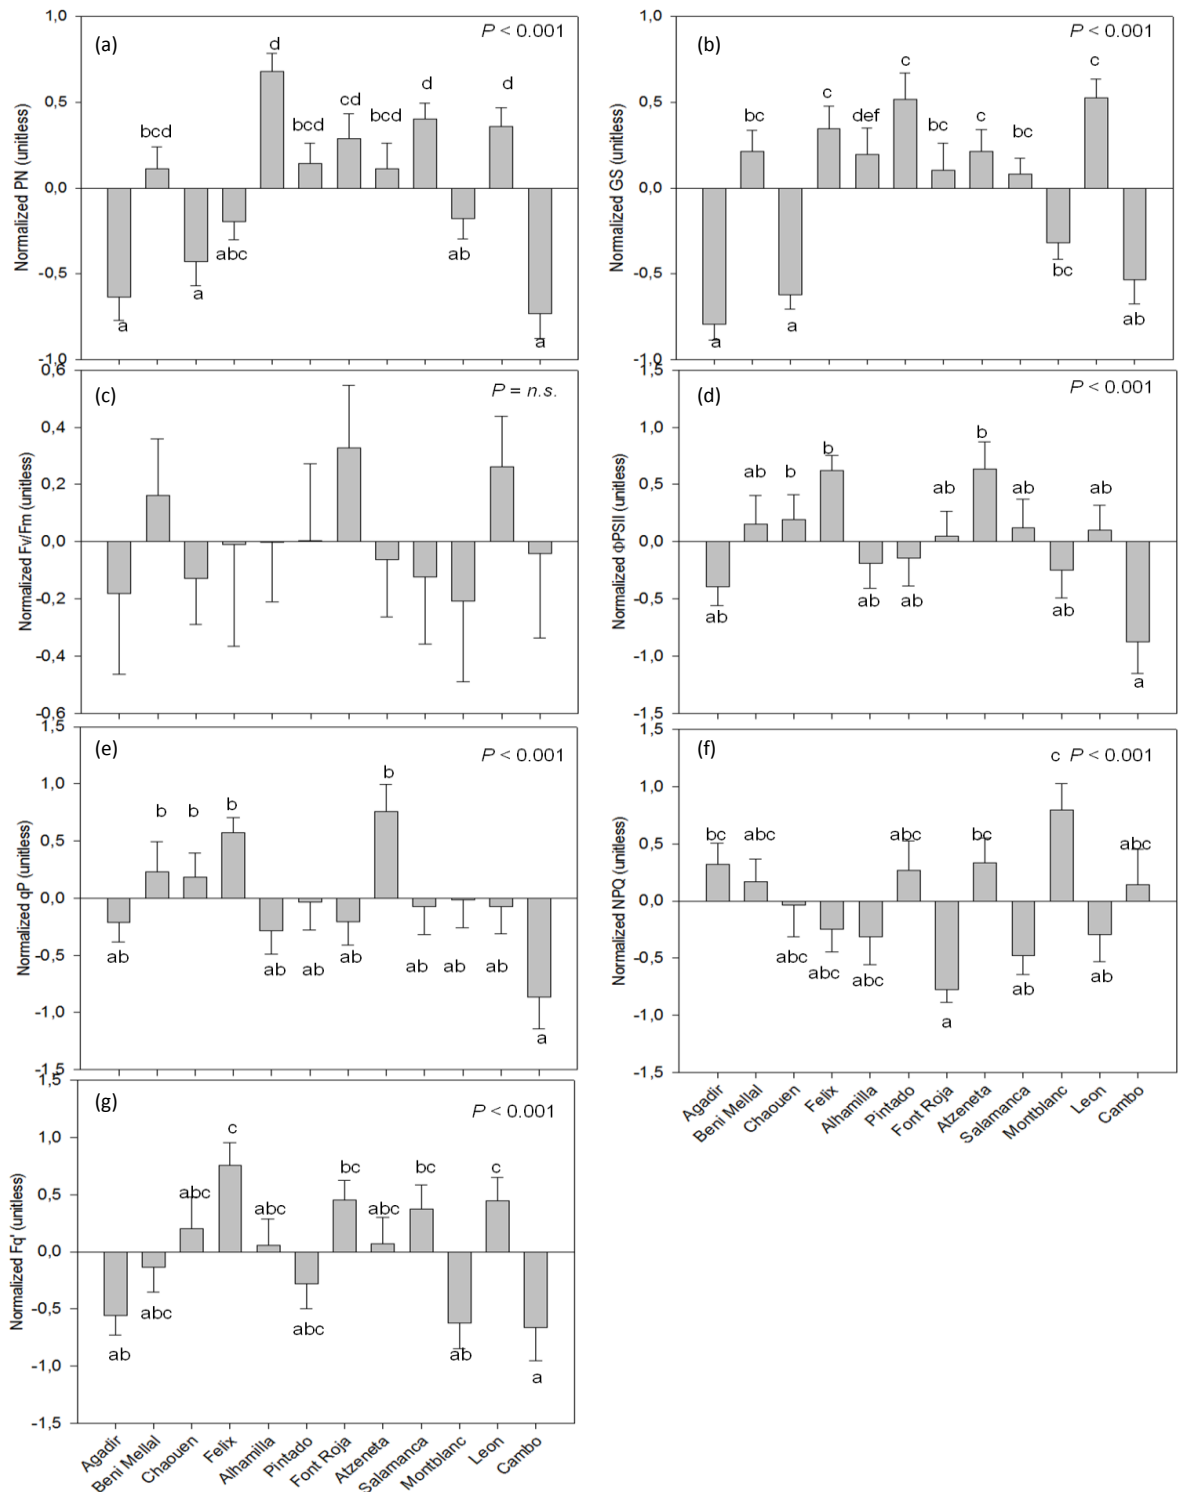 (a)
P < 0.001
Normalized PN (unitless)
1,0
0,5
0,0
-0,5
-1,0
a
bcd
a
abc
d
bcd
cd
bcd
d
ab
d
a
(b)
P < 0.001
Normalized GS (unitless)
1,0
0,5
0,0
-0,5
-1,0
a
bc
a
c
def
c
bc
c
bc
bc
c
ab
(c)
P = n.s.
Normalized Fv/Fm (unitless)
0,6
0,4
0,2
0,0
-0,2
-0,4
-0,6
(d)
P < 0.001
Normalized ΦPSII (unitless)
1,5
1,0
0,5
0,0
-0,5
-1,0
-1,5
ab
ab
b
b
ab
ab
ab
b
ab
ab
ab
a
(e)
P < 0.001
Normalized qP (unitless)
1,5
1,0
0,5
0,0
-0,5
-1,0
-1,5
ab
b
b
b
ab
ab
ab
b
ab
ab
ab
a
(f)
P < 0.001
Normalized NPQ (unitless)
1,5
1,0
0,5
0,0
-0,5
-1,0
-1,5
bc
abc
abc
abc
abc
abc
a
bc
ab
c
ab
abc
Agadir
Beni Mellal
Chaouen
Felix
Alhamilla
Pintado
Font Roja
Atzeneta
Salamanca
Montblanc
Leon
Cambo
(g)
P < 0.001
Normalized Fq' (unitless)
1,5
1,0
0,5
0,0
-0,5
-1,0
-1,5
ab
abc
abc
c
abc
abc
bc
abc
bc
ab
c
a
Agadir
Beni Mellal
Chaouen
Felix
Alhamilla
Pintado
Font Roja
Atzeneta
Salamanca
Montblanc
Leon
Cambo